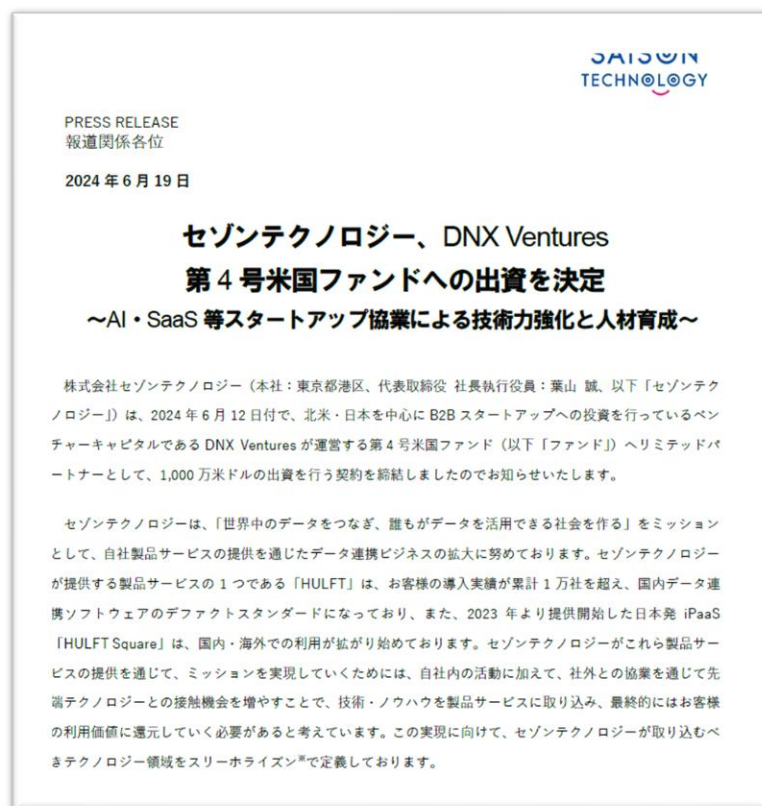 SAISON
TECHNOLOGY
PRESS RELEASE
報道関係各位
2024 年 6 月 19 日
セゾンテクノロジー、DNX Ventures
第 4 号米国ファンドへの出資を決定
～AI・SaaS 等スタートアップ協業による技術力強化と人材育成～
株式会社セゾンテクノロジー（本社：東京都港区、代表取締役 社長執行役員：葉山 誠、以下「セゾンテク
ノロジー」）は、2024 年 6 月 12 日付で、北米・日本を中心に B2B スタートアップへの投資を行っているベン
チャーキャピタルである DNX Ventures が運営する第 4 号米国ファンド（以下「ファンド」）へリミテッドパ
ートナーとして、1,000 万米ドルの出資を行う契約を締結しましたのでお知らせいたします。
セゾンテクノロジーは、「世界中のデータをつなぎ、誰もがデータを活用できる社会を作る」をミッション
として、自社製品サービスの提供を通じたデータ連携ビジネスの拡大に努めております。セゾンテクノロジー
が提供する製品サービスの 1 つである「HULFT」は、お客様の導入実績が累計 1 万社を超え、国内データ連
携ソフトウェアのデファクトスタンダードになっており、また、2023 年より提供開始した日本発 iPaaS
「HULFT Square」は、国内・海外での利用が拡がり始めております。セゾンテクノロジーがこれら製品サー
ビスの提供を通じて、ミッションを実現していくためには、自社内の活動に加えて、社外との協業を通じて先
端テクノロジーとの接触機会を増やすことで、技術・ノウハウを製品サービスに取り込み、最終的にはお客様
の利用価値に還元していく必要があると考えています。この実現に向けて、セゾンテクノロジーが取り込むべ
きテクノロジー領域をスリーホライズン※で定義しております。